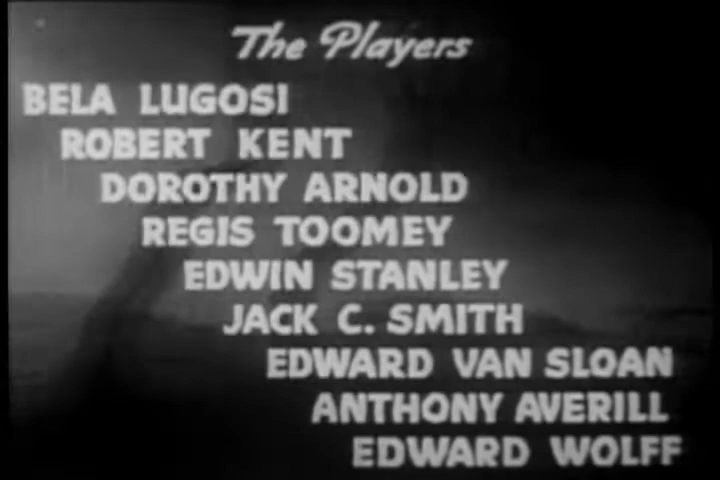 The Players
BELA LUGOSI
ROBERT KENT
DOROTHY ARNOLD
REGIS TOOMEY
EDWIN STANLEY
JACK C. SMITH
EDWARD VAN SLOAN
ANTHONY AVERILL
EDWARD WOLFF